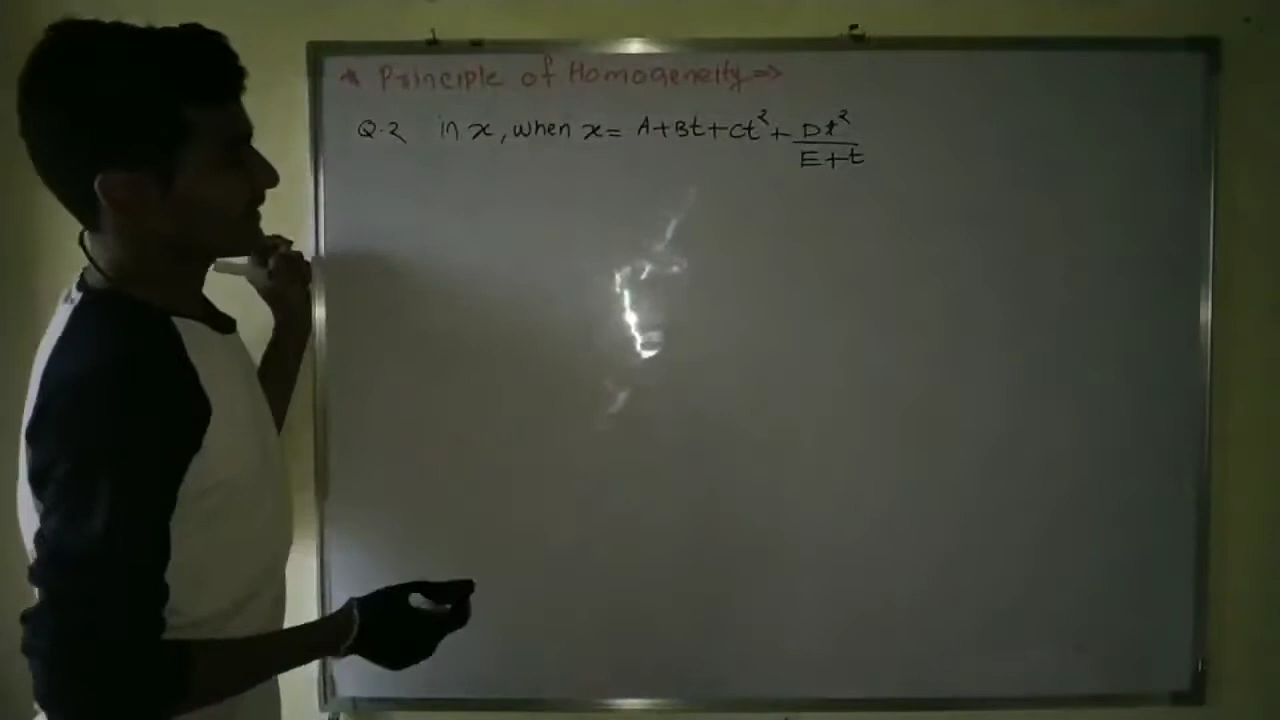 * Principle of Homogeneity ⇒
Q.2 in x, when x = A+Bt+Ct²+ Dt²/E+t